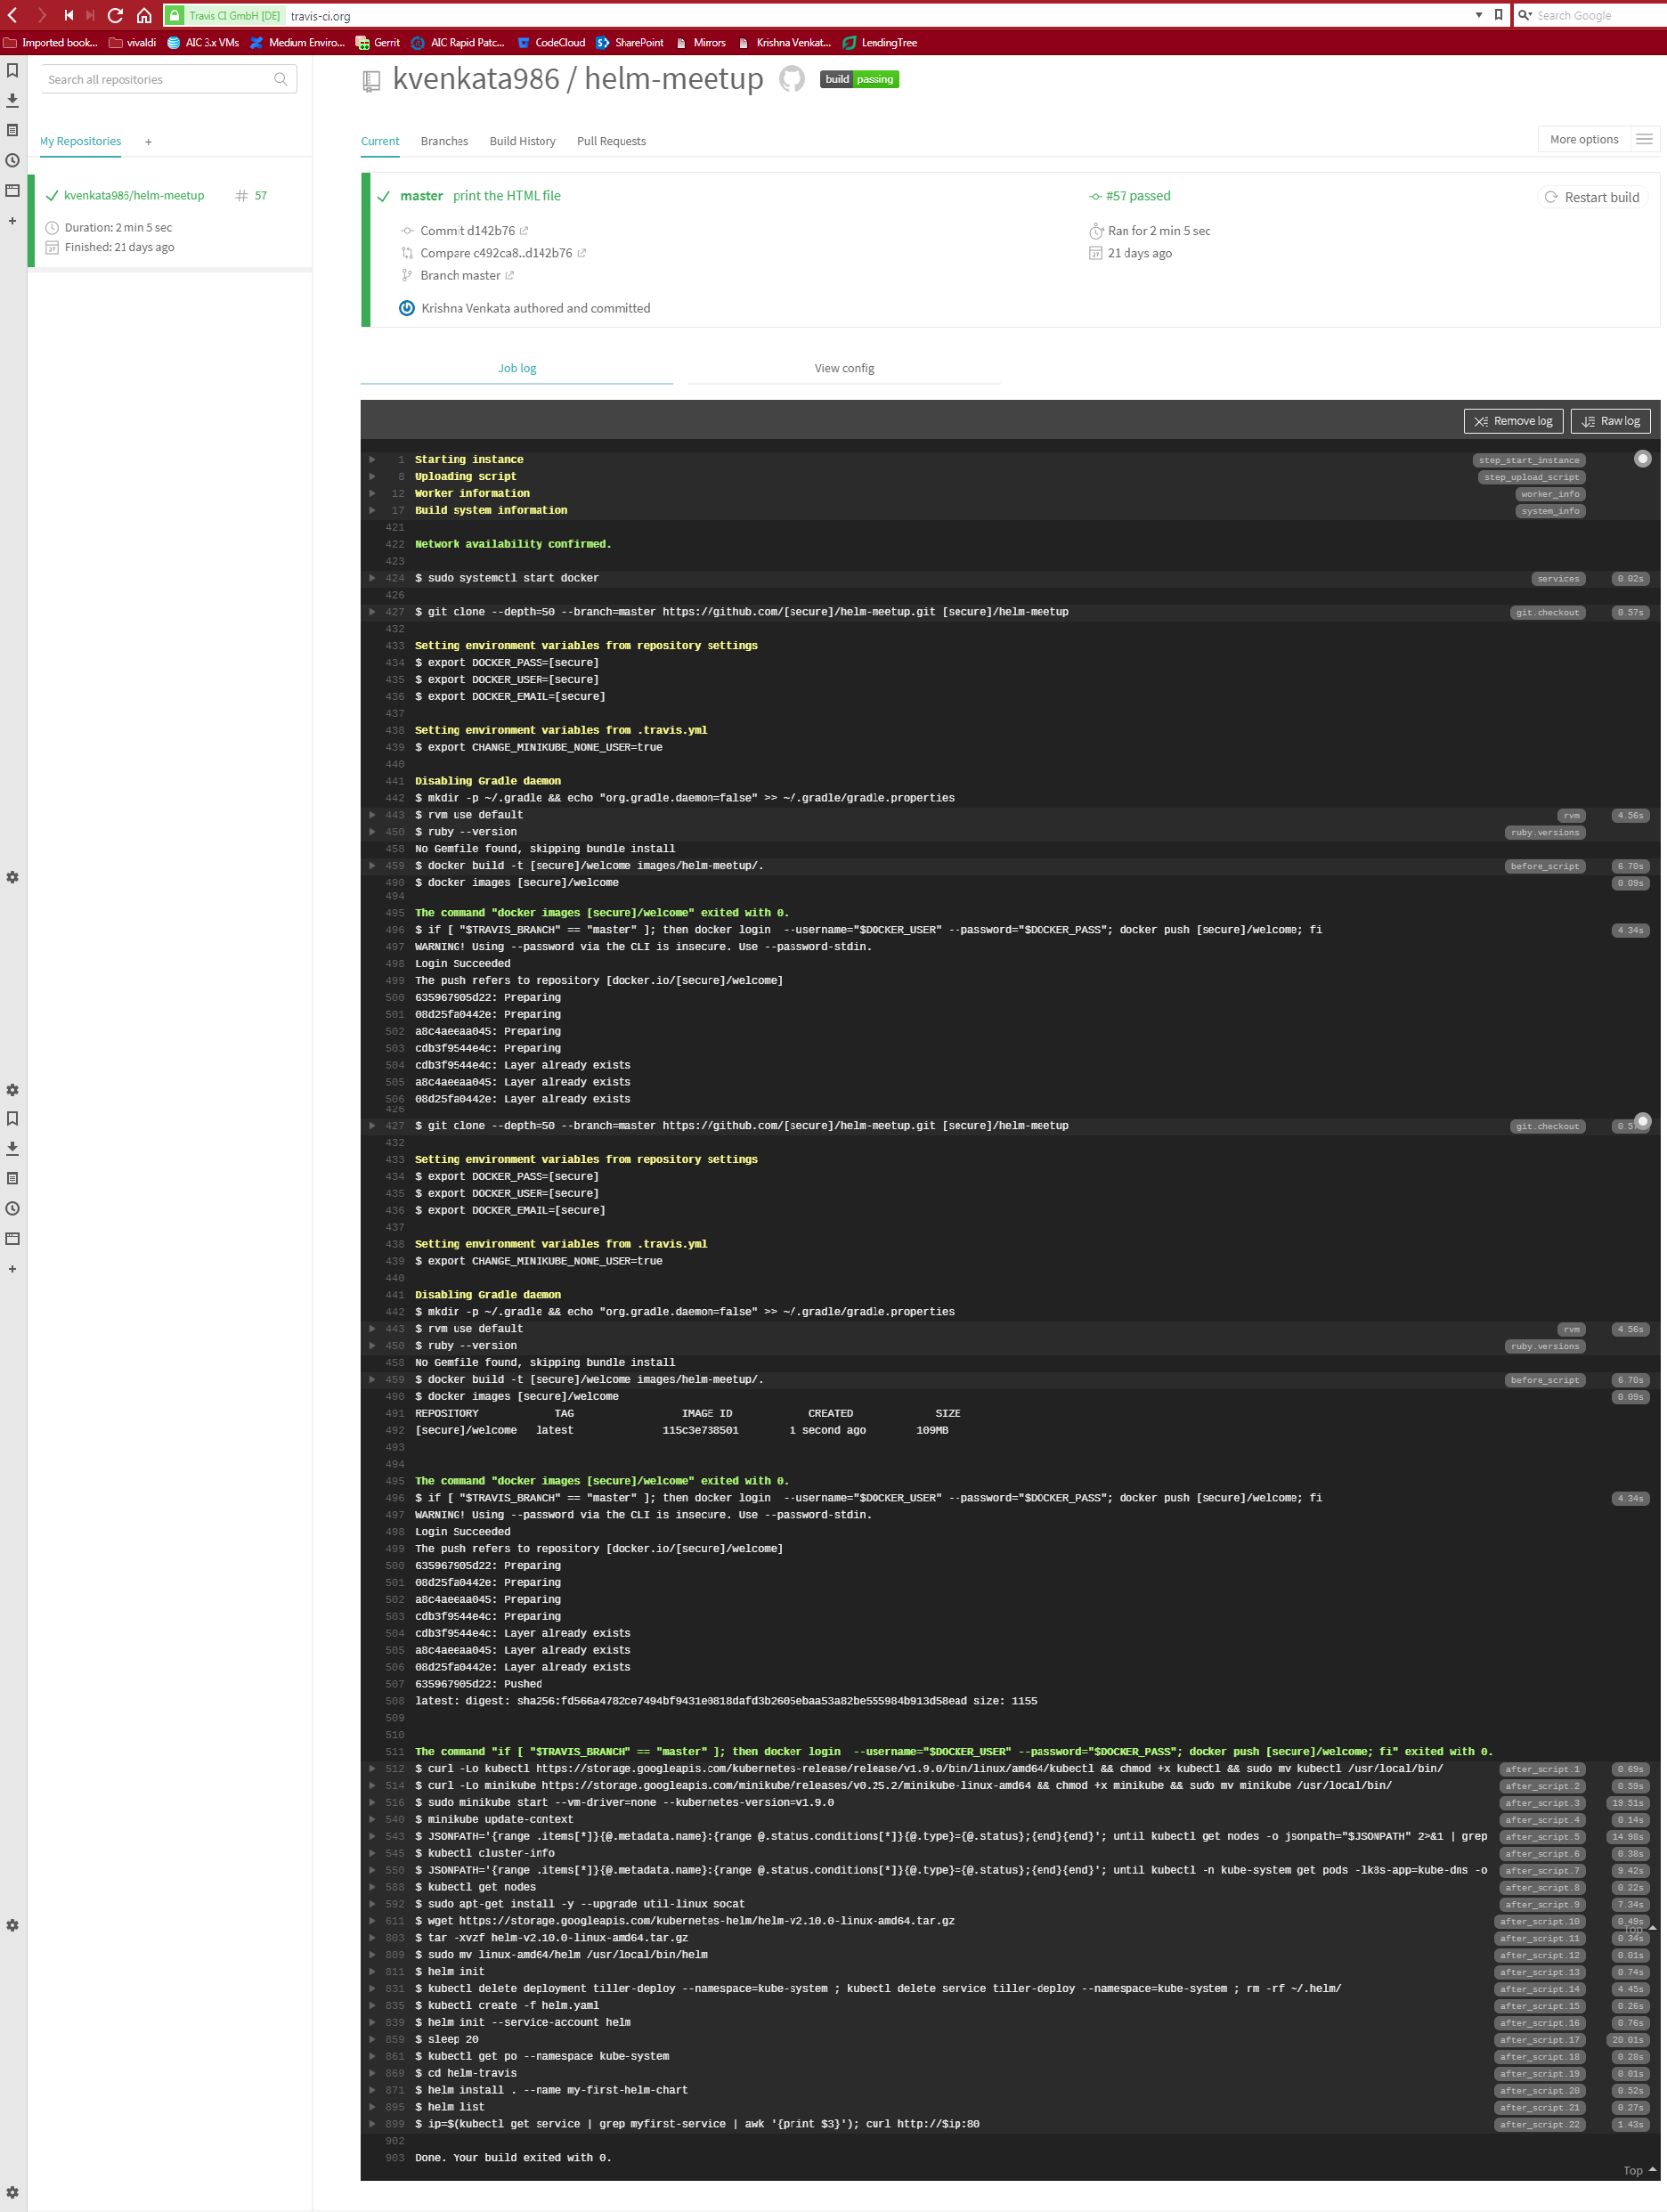 Travis CI GmbH [DE] travis-ci.org Search Google
Imported book... vivaldi AIC 3.x VMs Medium Enviro... Gerrit AIC Rapid Patc... CodeCloud SharePoint Mirrors Krishna Venkat... LendingTree
Search all repositories
kvenkata986 / helm-meetup build passing
My Repositories +
Current Branches Build History Pull Requests More options
kvenkata986/helm-meetup # 57
Duration: 2 min 5 sec
Finished: 21 days ago
master print the HTML file #57 passed Restart build
Commit d142b76 Ran for 2 min 5 sec
Compare c492ca8..d142b76 21 days ago
Branch master
Krishna Venkata authored and committed
Job log View config
Remove log Raw log
1 Starting instance step_start_instance
8 Uploading script step_upload_script
12 Worker information worker_info
17 Build system information system_info
421
422 Network availability confirmed.
423
424 $ sudo systemctl start docker services 0.02s
426
427 $ git clone --depth=50 --branch=master https://github.com/[secure]/helm-meetup.git [secure]/helm-meetup git.checkout 0.57s
432
433 Setting environment variables from repository settings
434 $ export DOCKER_PASS=[secure]
435 $ export DOCKER_USER=[secure]
436 $ export DOCKER_EMAIL=[secure]
437
438 Setting environment variables from .travis.yml
439 $ export CHANGE_MINIKUBE_NONE_USER=true
440
441 Disabling Gradle daemon
442 $ mkdir -p ~/.gradle && echo "org.gradle.daemon=false" >> ~/.gradle/gradle.properties
443 $ rvm use default rvm 4.56s
450 $ ruby --version ruby.versions
458 No Gemfile found, skipping bundle install
459 $ docker build -t [secure]/welcome images/helm-meetup/. before_script 6.70s
490 $ docker images [secure]/welcome 0.09s
494
495 The command "docker images [secure]/welcome" exited with 0.
496 $ if [ "$TRAVIS_BRANCH" == "master" ]; then docker login  --username="$DOCKER_USER" --password="$DOCKER_PASS"; docker push [secure]/welcome; fi 4.34s
497 WARNING! Using --password via the CLI is insecure. Use --password-stdin.
498 Login Succeeded
499 The push refers to repository [docker.io/[secure]/welcome]
500 635967905d22: Preparing
501 08d25fa0442e: Preparing
502 a8c4aeeaa045: Preparing
503 cdb3f9544e4c: Preparing
504 cdb3f9544e4c: Layer already exists
505 a8c4aeeaa045: Layer already exists
506 08d25fa0442e: Layer already exists
426
427 $ git clone --depth=50 --branch=master https://github.com/[secure]/helm-meetup.git [secure]/helm-meetup git.checkout
432
433 Setting environment variables from repository settings
434 $ export DOCKER_PASS=[secure]
435 $ export DOCKER_USER=[secure]
436 $ export DOCKER_EMAIL=[secure]
437
438 Setting environment variables from .travis.yml
439 $ export CHANGE_MINIKUBE_NONE_USER=true
440
441 Disabling Gradle daemon
442 $ mkdir -p ~/.gradle && echo "org.gradle.daemon=false" >> ~/.gradle/gradle.properties
443 $ rvm use default rvm 4.56s
450 $ ruby --version ruby.versions
458 No Gemfile found, skipping bundle install
459 $ docker build -t [secure]/welcome images/helm-meetup/. before_script 6.70s
490 $ docker images [secure]/welcome 0.09s
491 REPOSITORY TAG IMAGE ID CREATED SIZE
492 [secure]/welcome latest 115c3e738501 1 second ago 109MB
493
494
495 The command "docker images [secure]/welcome" exited with 0.
496 $ if [ "$TRAVIS_BRANCH" == "master" ]; then docker login  --username="$DOCKER_USER" --password="$DOCKER_PASS"; docker push [secure]/welcome; fi 4.34s
497 WARNING! Using --password via the CLI is insecure. Use --password-stdin.
498 Login Succeeded
499 The push refers to repository [docker.io/[secure]/welcome]
500 635967905d22: Preparing
501 08d25fa0442e: Preparing
502 a8c4aeeaa045: Preparing
503 cdb3f9544e4c: Preparing
504 cdb3f9544e4c: Layer already exists
505 a8c4aeeaa045: Layer already exists
506 08d25fa0442e: Layer already exists
507 635967905d22: Pushed
508 latest: digest: sha256:fd566a4782ce7494bf9431e0818dafd3b2605ebaa53a82be555984b913d58ead size: 1155
509
510
511 The command "if [ "$TRAVIS_BRANCH" == "master" ]; then docker login  --username="$DOCKER_USER" --password="$DOCKER_PASS"; docker push [secure]/welcome; fi" exited with 0.
512 $ curl -Lo kubectl https://storage.googleapis.com/kubernetes-release/release/v1.9.0/bin/linux/amd64/kubectl && chmod +x kubectl && sudo mv kubectl /usr/local/bin/ after_script.1 0.69s
514 $ curl -Lo minikube https://storage.googleapis.com/minikube/releases/v0.25.2/minikube-linux-amd64 && chmod +x minikube && sudo mv minikube /usr/local/bin/ after_script.2 0.59s
516 $ sudo minikube start --vm-driver=none --kubernetes-version=v1.9.0 after_script.3 19.51s
540 $ minikube update-context after_script.4 0.14s
543 $ JSONPATH='{range .items[*]}{@.metadata.name}:{range @.status.conditions[*]}{@.type}={@.status};{end}{end}'; until kubectl get nodes -o jsonpath="$JSONPATH" 2>&1 | grep after_script.5 14.98s
545 $ kubectl cluster-info after_script.6 0.38s
550 $ JSONPATH='{range .items[*]}{@.metadata.name}:{range @.status.conditions[*]}{@.type}={@.status};{end}{end}'; until kubectl -n kube-system get pods -lk8s-app=kube-dns -o after_script.7 9.42s
588 $ kubectl get nodes after_script.8 0.22s
592 $ sudo apt-get install -y --upgrade util-linux socat after_script.9 7.34s
611 $ wget https://storage.googleapis.com/kubernetes-helm/helm-v2.10.0-linux-amd64.tar.gz after_script.10 0.49s
Top
803 $ tar -xvzf helm-v2.10.0-linux-amd64.tar.gz after_script.11 0.34s
809 $ sudo mv linux-amd64/helm /usr/local/bin/helm after_script.12 0.01s
811 $ helm init after_script.13 0.74s
831 $ kubectl delete deployment tiller-deploy --namespace=kube-system ; kubectl delete service tiller-deploy --namespace=kube-system ; rm -rf ~/.helm/ after_script.14 4.45s
835 $ kubectl create -f helm.yaml after_script.15 0.26s
839 $ helm init --service-account helm after_script.16 0.76s
859 $ sleep 20 after_script.17 20.01s
861 $ kubectl get po --namespace kube-system after_script.18 0.28s
869 $ cd helm-travis after_script.19 0.01s
871 $ helm install . --name my-first-helm-chart after_script.20 0.52s
895 $ helm list after_script.21 0.27s
899 $ ip=$(kubectl get service | grep myfirst-service | awk '{print $3}'); curl http://$ip:80 after_script.22 1.43s
902
903 Done. Your build exited with 0.
Top